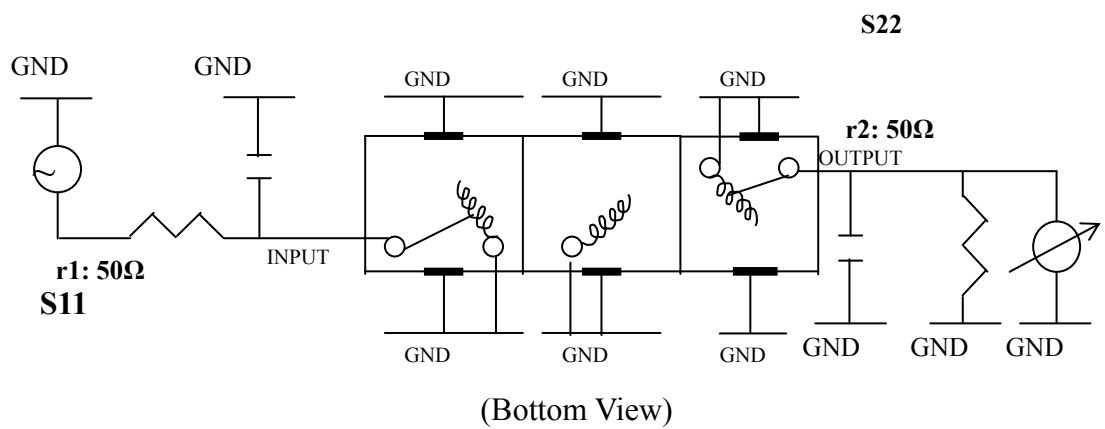 S22
GND
GND
GND
GND
GND
r2: 50Ω
OUTPUT
INPUT
r1: 50Ω
S11
GND
GND
GND
GND
GND
GND
(Bottom View)